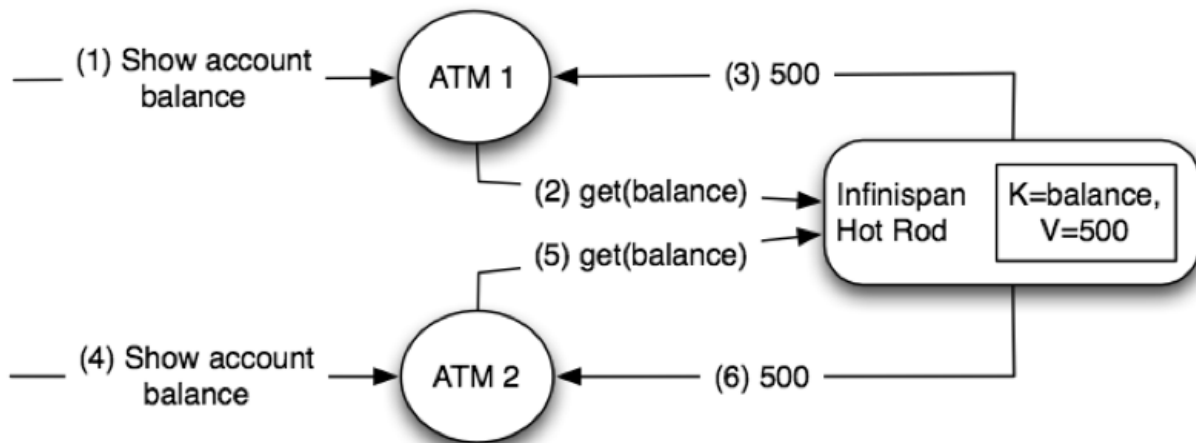 (1) Show account
balance
ATM 1
(3) 500
(2) get(balance)
Infinispan
Hot Rod
K=balance,
V=500
(5) get(balance)
(4) Show account
balance
ATM 2
(6) 500